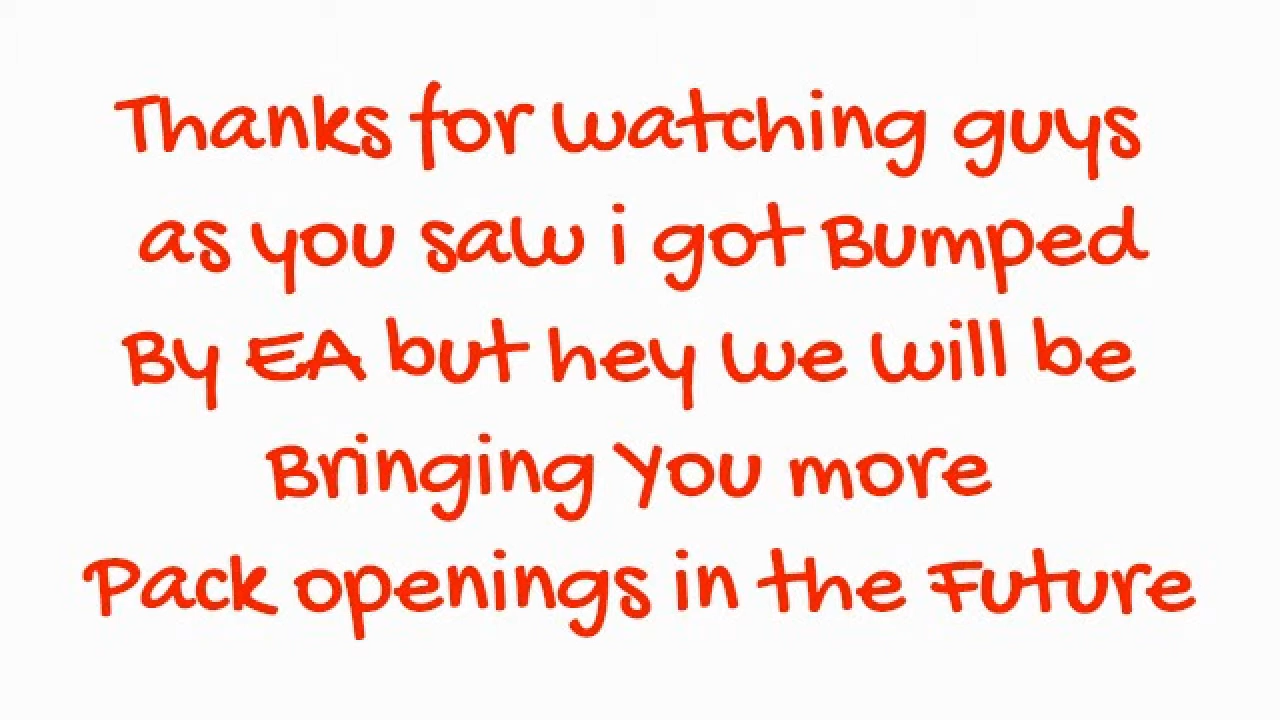 Thanks for watching guys
as you saw i got Bumped
By EA but hey we will be
Bringing You more
Pack openings in the Future